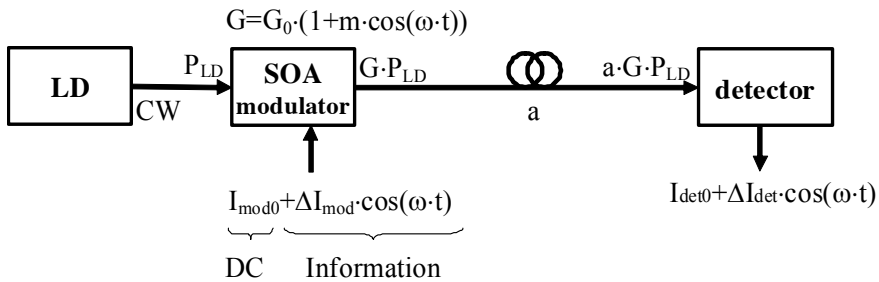 G=G₀·(1+m·cos(ω·t))
LD
P_LD
CW
SOA
modulator
G·P_LD
a
a·G·P_LD
detector
I_mod0+ΔI_mod·cos(ω·t)
I_det0+ΔI_det·cos(ω·t)
DC
Information